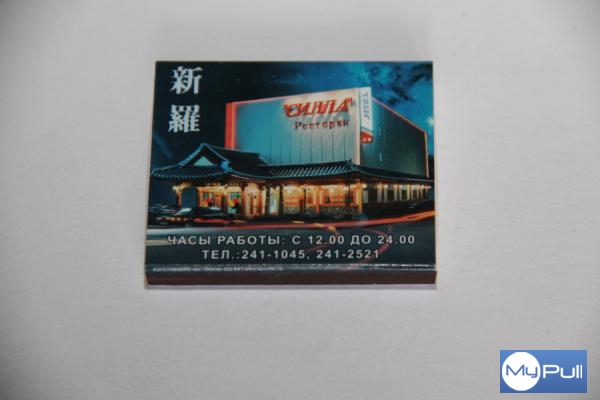 新
羅
"СИЛЛА"
Ресторан
ЧАСЫ РАБОТЫ: С 12.00 ДО 24.00
ТЕЛ.:241-1045, 241-2521
MyPull